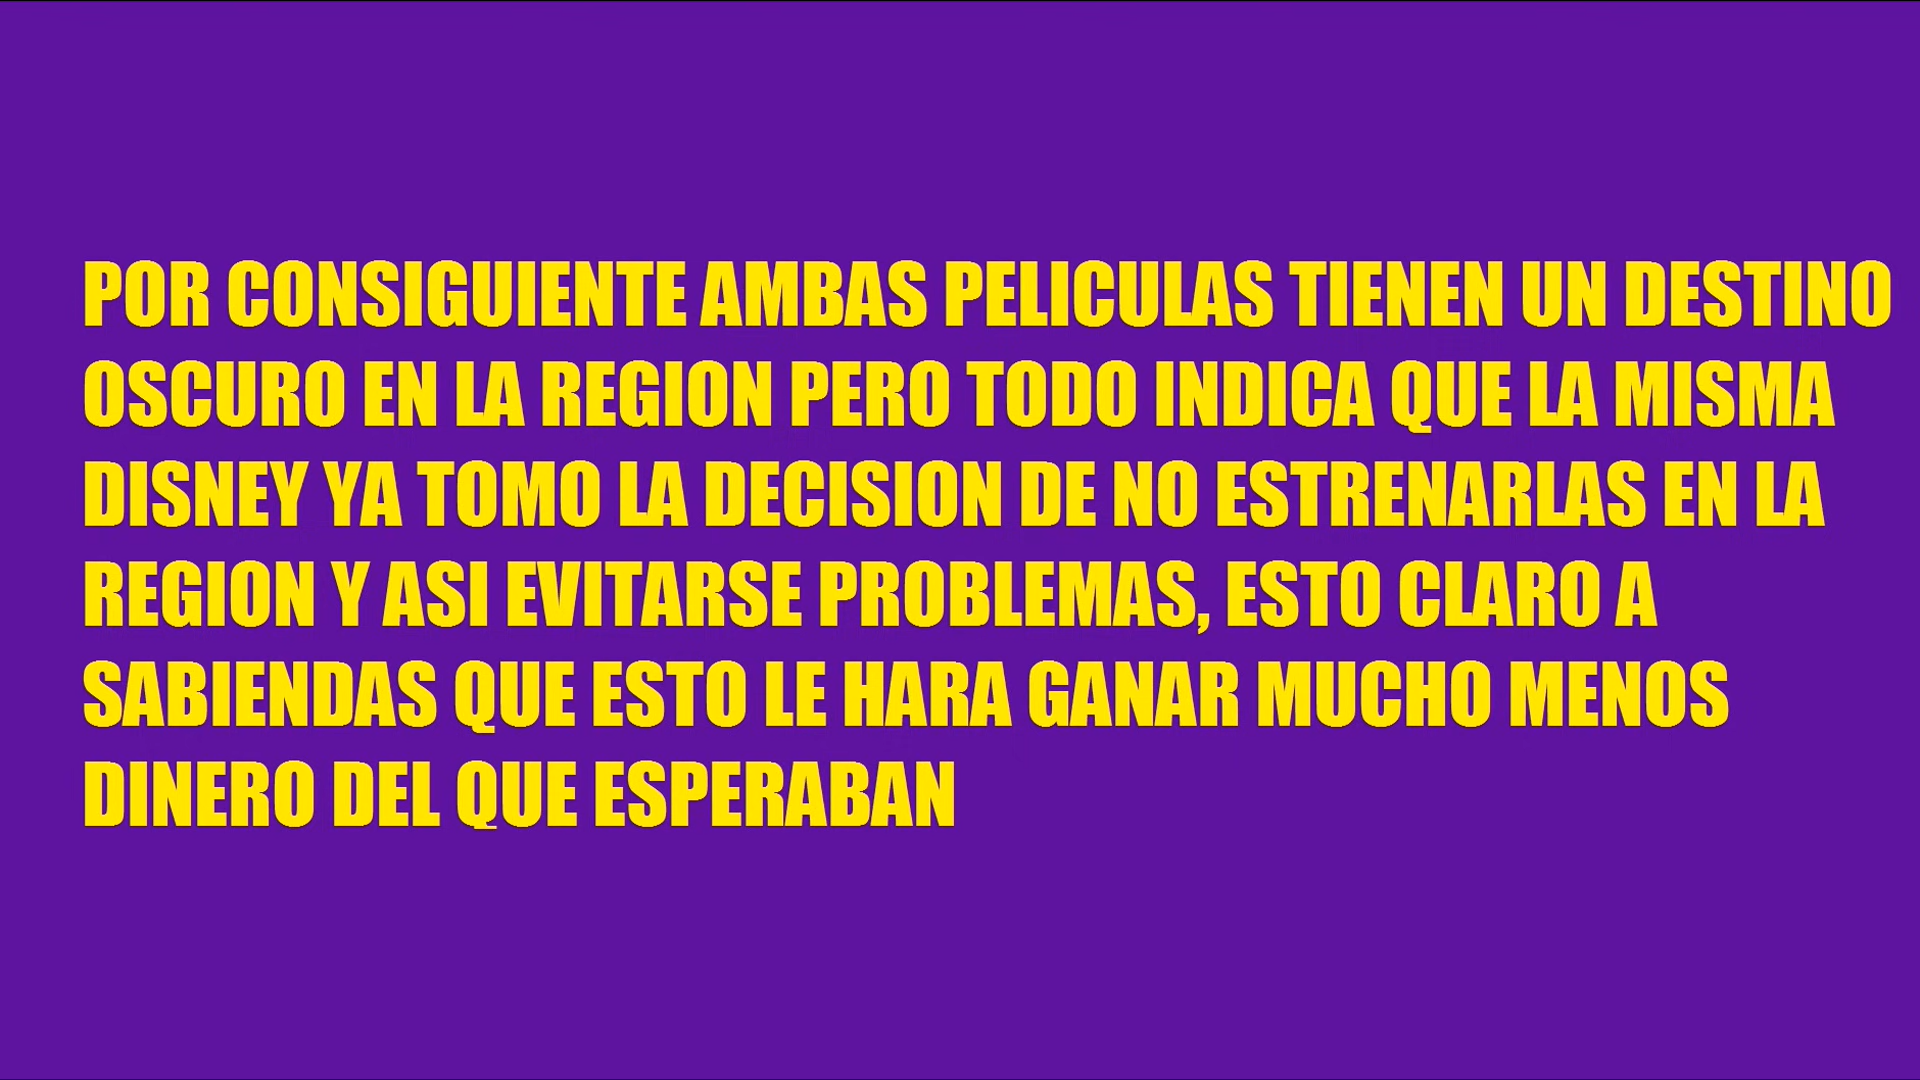 POR CONSIGUIENTE AMBAS PELICULAS TIENEN UN DESTINO
OSCURO EN LA REGION PERO TODO INDICA QUE LA MISMA
DISNEY YA TOMO LA DECISION DE NO ESTRENARLAS EN LA
REGION Y ASI EVITARSE PROBLEMAS, ESTO CLARO A
SABIENDAS QUE ESTO LE HARA GANAR MUCHO MENOS
DINERO DEL QUE ESPERABAN